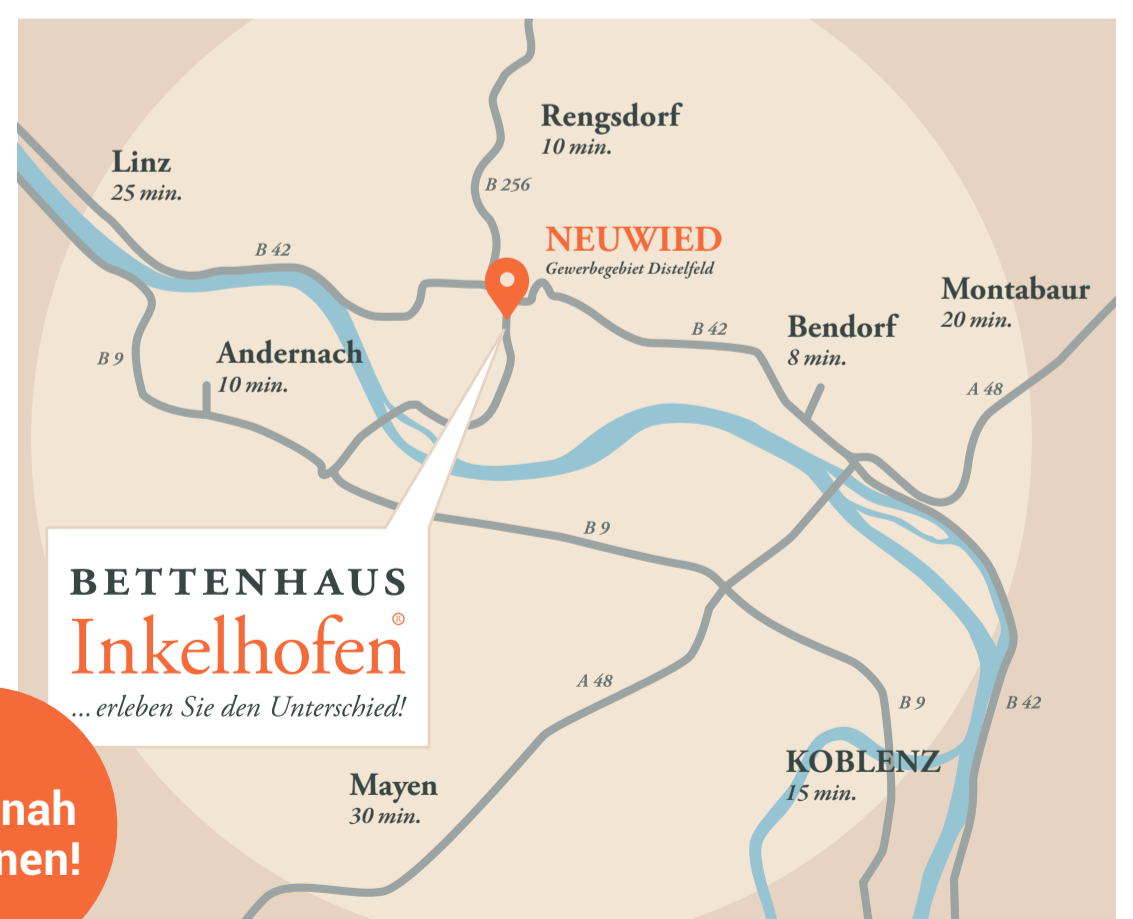 Rengsdorf
10 min.
Linz
25 min.
B 256
NEUWIED
Gewerbegebiet Distelfeld
B 42
Montabaur
20 min.
Bendorf
8 min.
B 42
Andernach
10 min.
B 9
A 48
B 9
BETTENHAUS
Inkelhofen®
... erleben Sie den Unterschied!
A 48
B 9
B 42
KOBLENZ
15 min.
Mayen
30 min.
nah
nen!